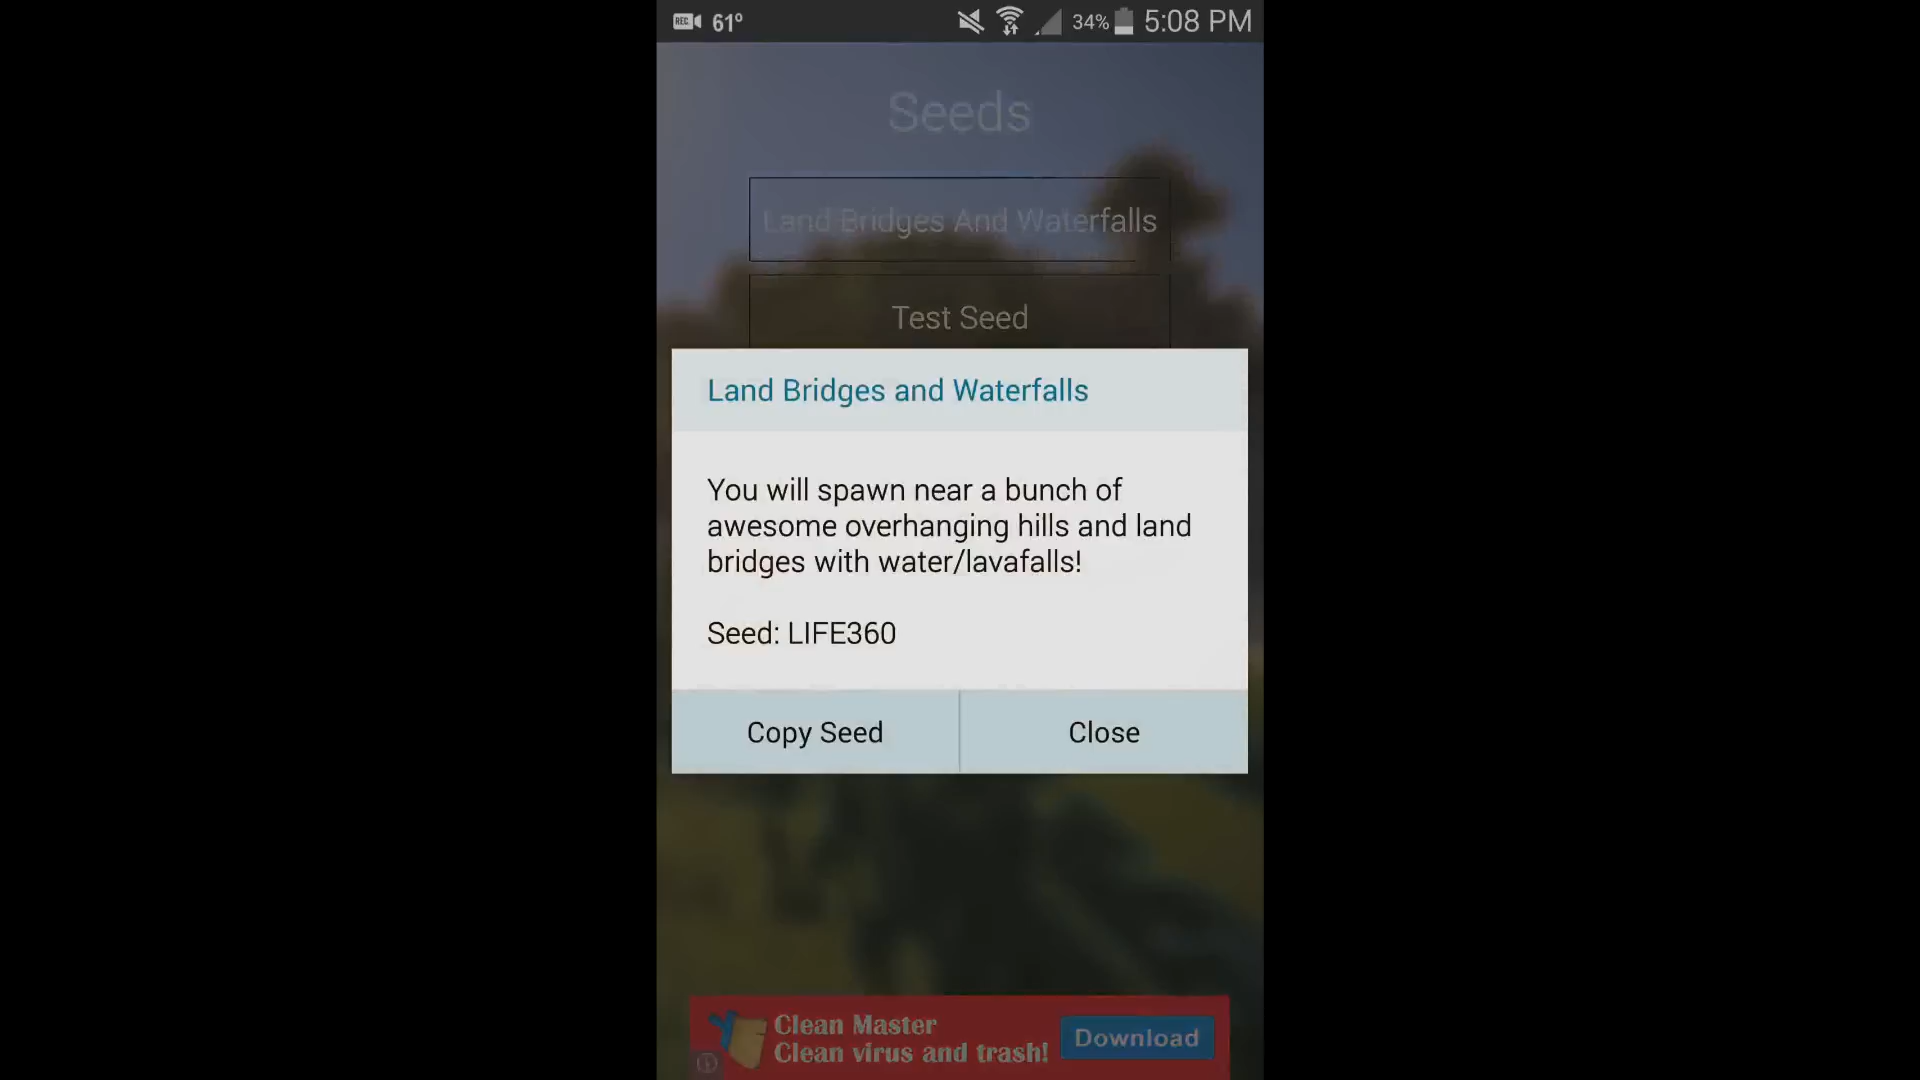 REC 61° 34% 5:08 PM
Seeds
Land Bridges And Waterfalls
Test Seed
Land Bridges and Waterfalls
You will spawn near a bunch of
awesome overhanging hills and land
bridges with water/lavafalls!
Seed: LIFE360
Copy Seed Close
Clean Master
Clean virus and trash!
Download